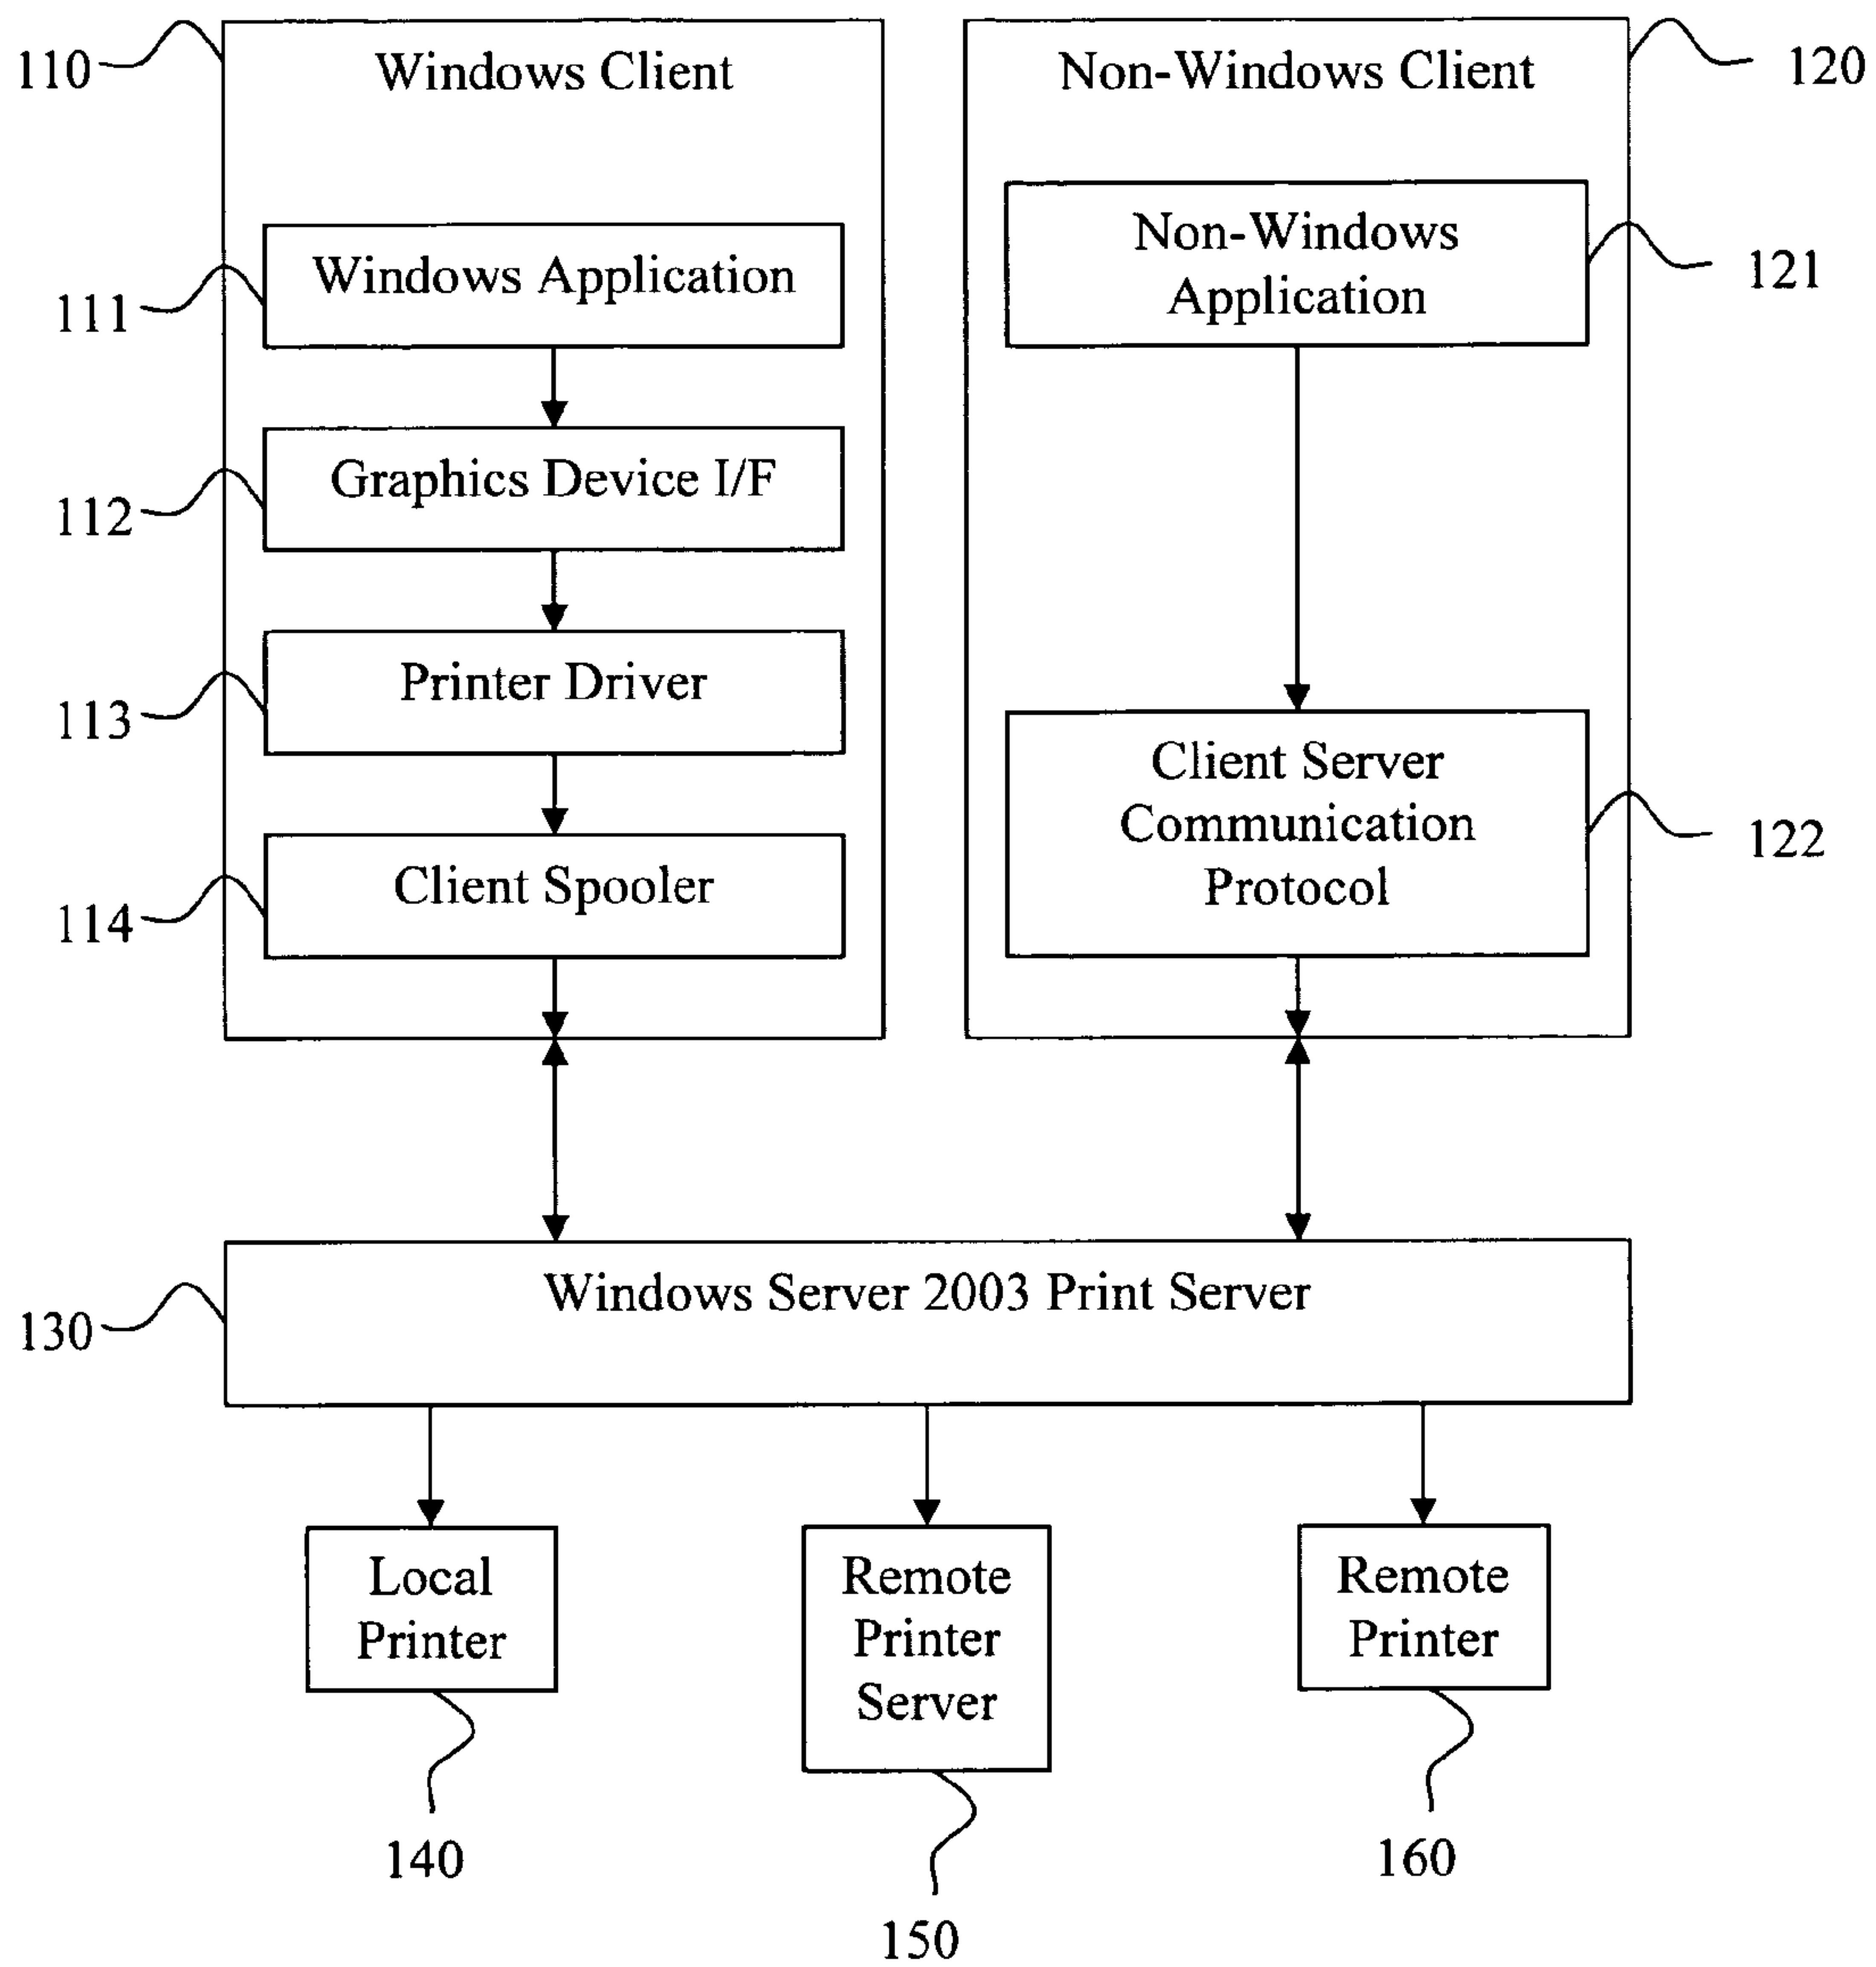 110
Windows Client
Non-Windows Client
120
Windows Application
111
Non-Windows
Application
121
Graphics Device I/F
112
Printer Driver
113
Client Server
Communication
Protocol
122
Client Spooler
114
Windows Server 2003 Print Server
130
Local
Printer
Remote
Printer
Server
Remote
Printer
140
150
160